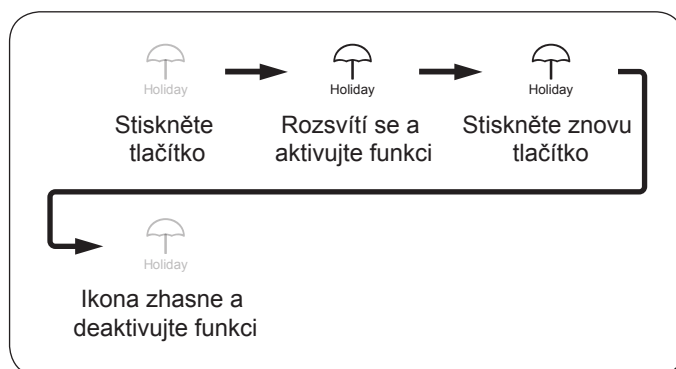 Holiday
Stiskněte
tlačítko
Holiday
Rozsvítí se a
aktivujte funkci
Holiday
Stiskněte znovu
tlačítko
Holiday
Ikona zhasne a
deaktivujte funkci